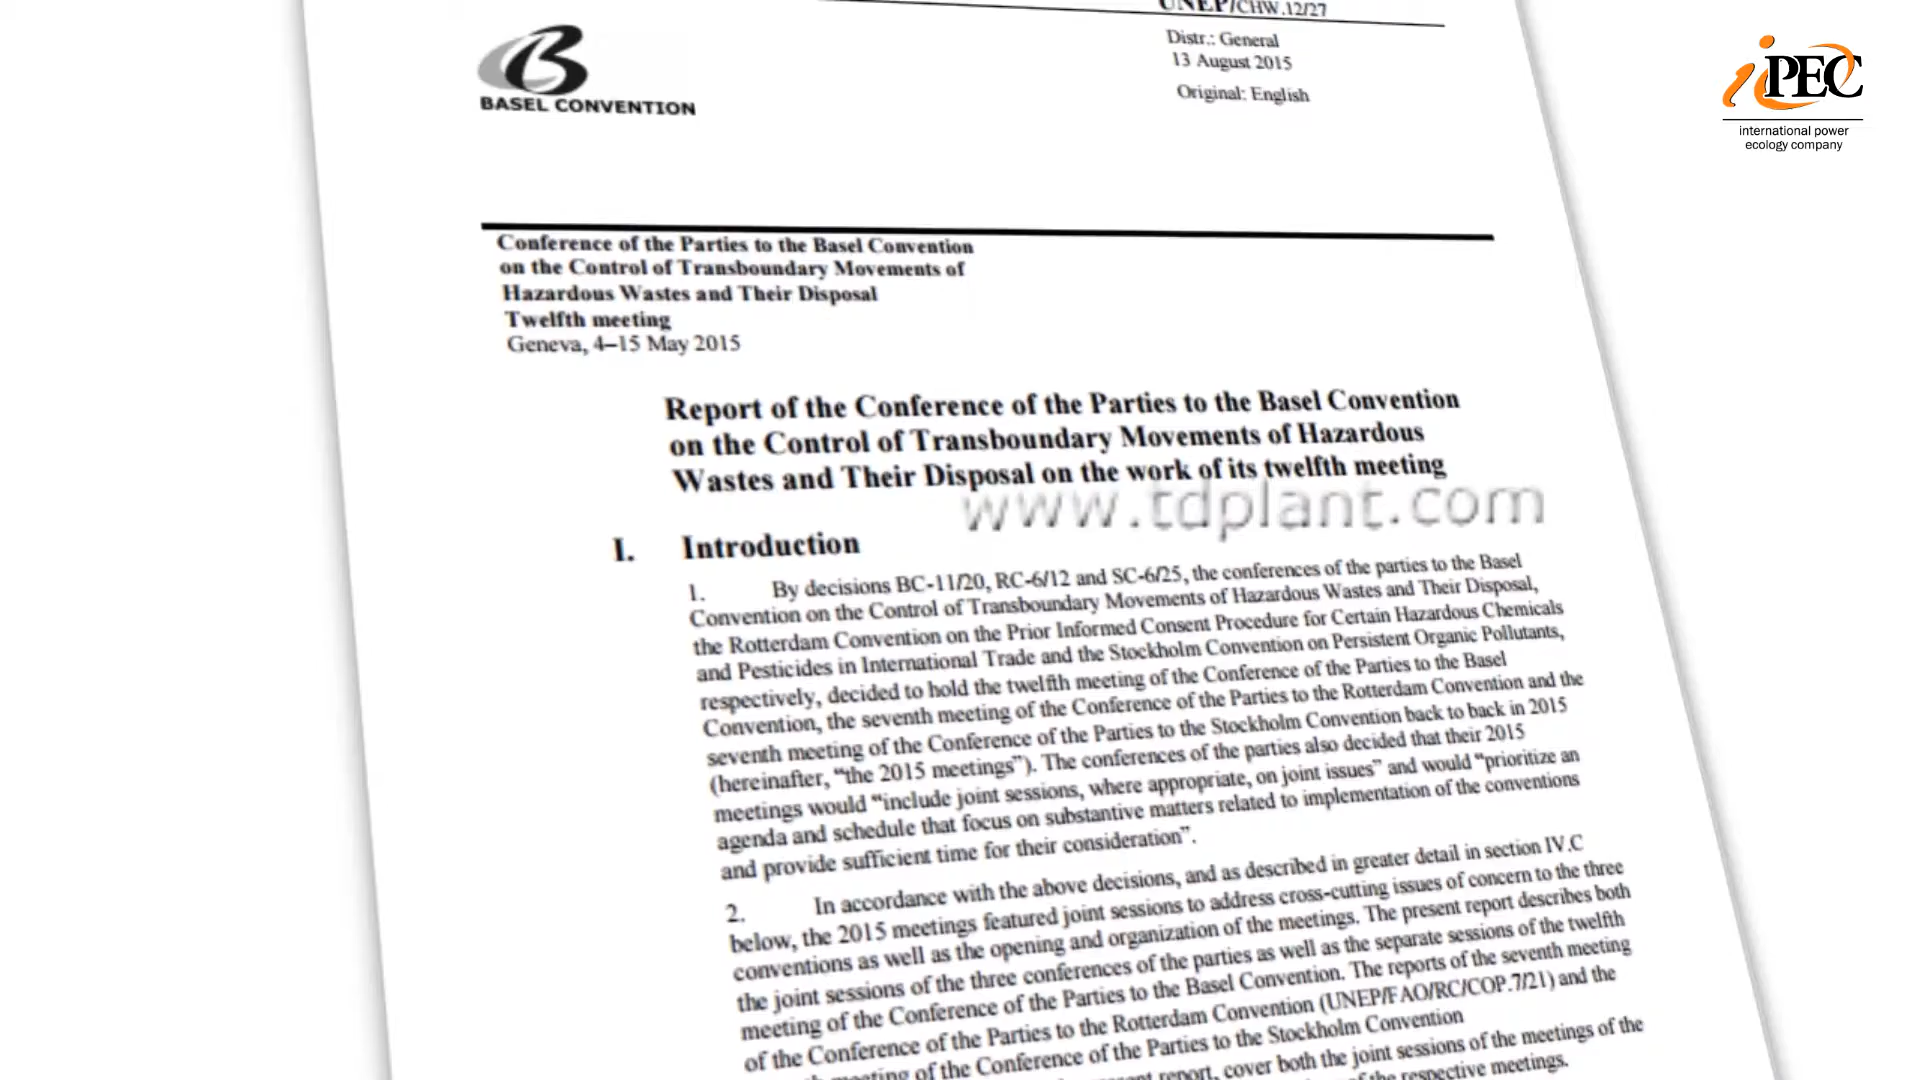 UNEP/CHW.12/27
Distr.: General
13 August 2015
Original: English
BASEL CONVENTION
iPEC
international power
ecology company
Conference of the Parties to the Basel Convention
on the Control of Transboundary Movements of
Hazardous Wastes and Their Disposal
Twelfth meeting
Geneva, 4–15 May 2015
Report of the Conference of the Parties to the Basel Convention
on the Control of Transboundary Movements of Hazardous
Wastes and Their Disposal on the work of its twelfth meeting
www.tdplant.com
I. Introduction
1. By decisions BC-11/20, RC-6/12 and SC-6/25, the conferences of the parties to the Basel
Convention on the Control of Transboundary Movements of Hazardous Wastes and Their Disposal,
the Rotterdam Convention on the Prior Informed Consent Procedure for Certain Hazardous Chemicals
and Pesticides in International Trade and the Stockholm Convention on Persistent Organic Pollutants,
respectively, decided to hold the twelfth meeting of the Conference of the Parties to the Basel
Convention, the seventh meeting of the Conference of the Parties to the Rotterdam Convention and the
seventh meeting of the Conference of the Parties to the Stockholm Convention back to back in 2015
(hereinafter, “the 2015 meetings”). The conferences of the parties also decided that their 2015
meetings would “include joint sessions, where appropriate, on joint issues” and would “prioritize an
agenda and schedule that focus on substantive matters related to implementation of the conventions
and provide sufficient time for their consideration”.
2. In accordance with the above decisions, and as described in greater detail in section IV.C
below, the 2015 meetings featured joint sessions to address cross-cutting issues of concern to the three
conventions as well as the opening and organization of the meetings. The present report describes both
the joint sessions of the three conferences of the parties as well as the separate sessions of the twelfth
meeting of the Conference of the Parties to the Basel Convention. The reports of the seventh meeting
of the Conference of the Parties to the Rotterdam Convention (UNEP/FAO/RC/COP.7/21) and the
meeting of the Conference of the Parties to the Stockholm Convention
report, cover both the joint sessions of the meetings of the
of the respective meetings.